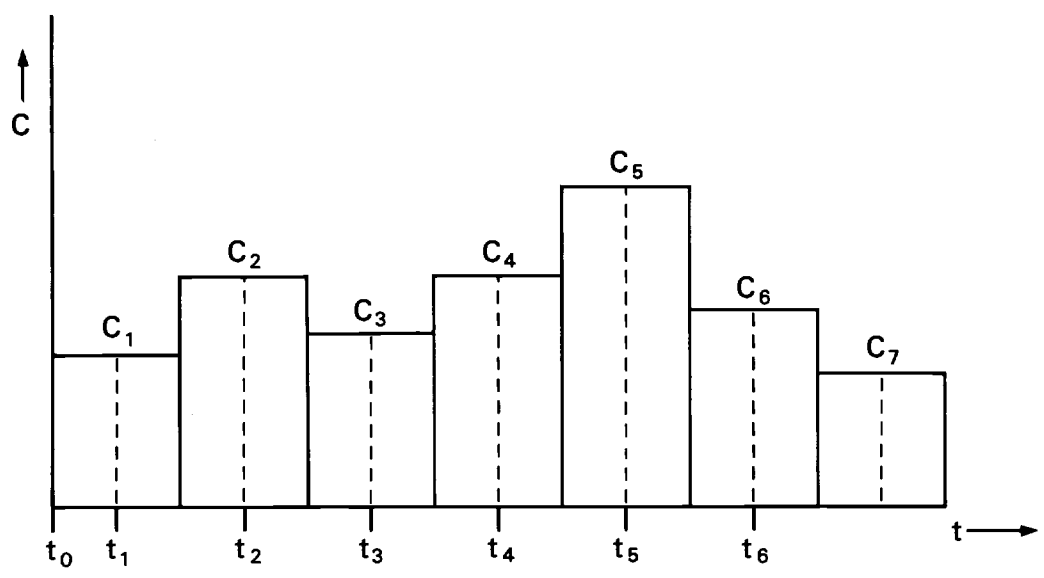 C
C₁
C₂
C₃
C₄
C₅
C₆
C₇
t₀ t₁ t₂ t₃ t₄ t₅ t₆ t